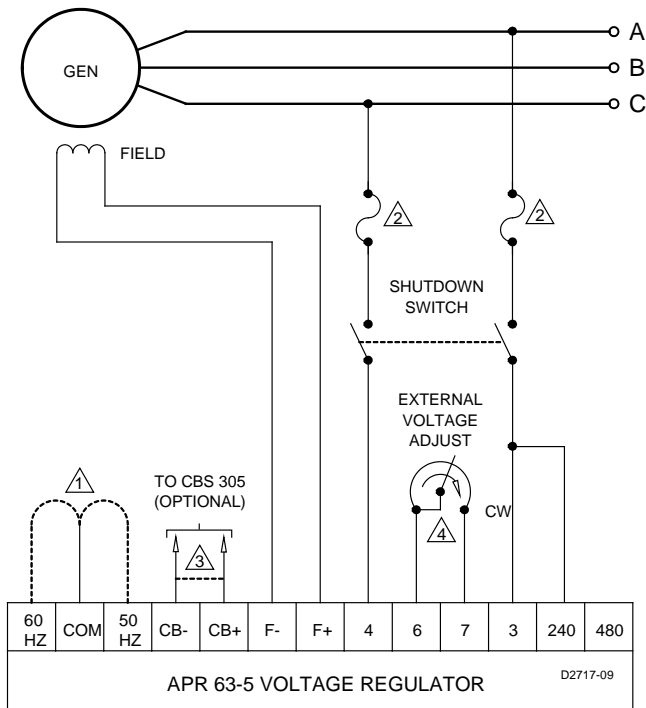 GEN
A
B
C
FIELD
2
2
SHUTDOWN
SWITCH
EXTERNAL
VOLTAGE
ADJUST
1
TO CBS 305
(OPTIONAL)
3
4
CW
60 HZ
COM
50 HZ
CB-
CB+
F-
F+
4
6
7
3
240
480
APR 63-5 VOLTAGE REGULATOR
D2717-09